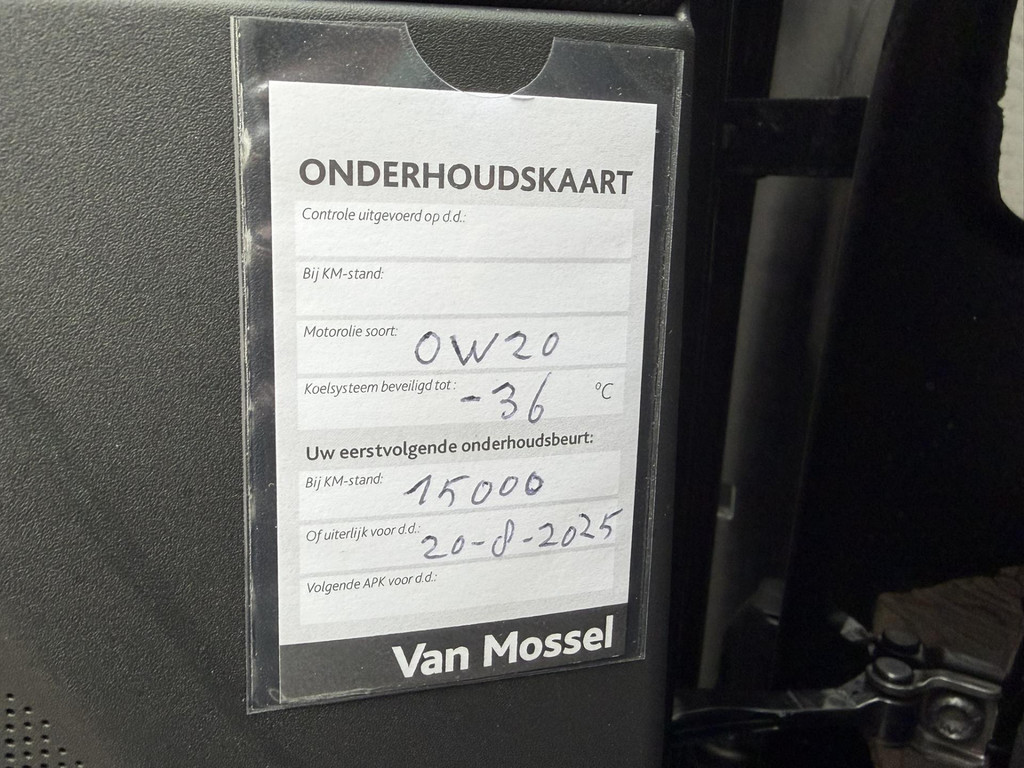 ONDERHOUDSKAART
Controle uitgevoerd op d.d.:
Bij KM-stand:
Motorolie soort: 0W20
Koelsysteem beveiligd tot: -36 °C
Uw eerstvolgende onderhoudsbeurt:
Bij KM-stand: 15000
Of uiterlijk voor d.d.: 20-8-2025
Volgende APK voor d.d.:
Van Mossel